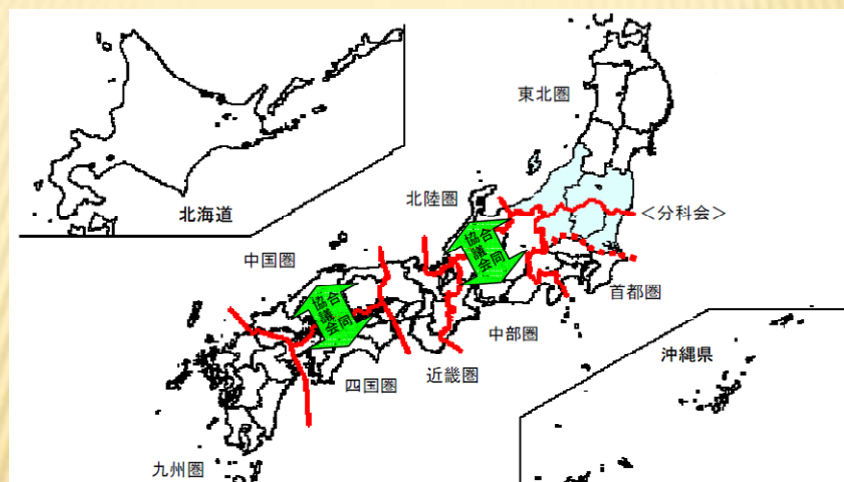 東北圏
北海道
北陸圏
<分科会>
合同
協議会
中国圏
首都圏
合同
協議会
中部圏
沖縄県
近畿圏
四国圏
九州圏